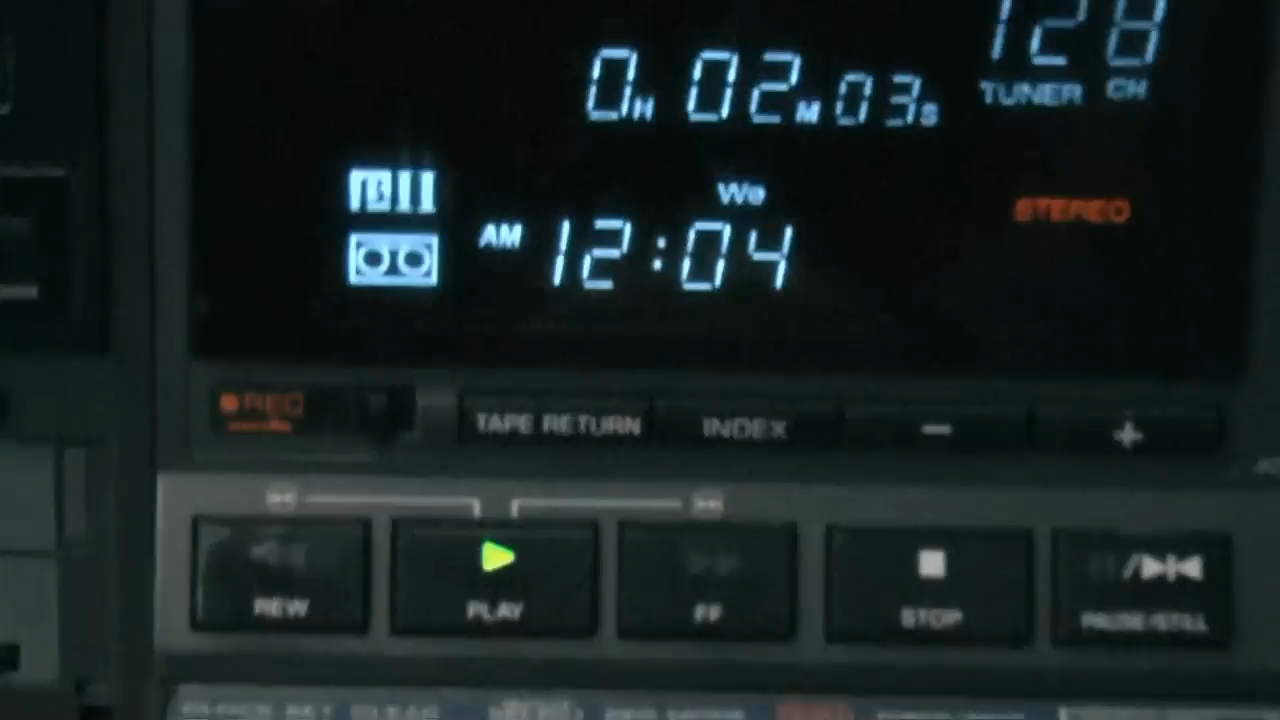 128
0H 02M 03S
TUNER CH
βII
We
STEREO
AM 12:04
REC
TAPE RETURN INDEX - +
REW PLAY FF STOP PAUSE/STILL